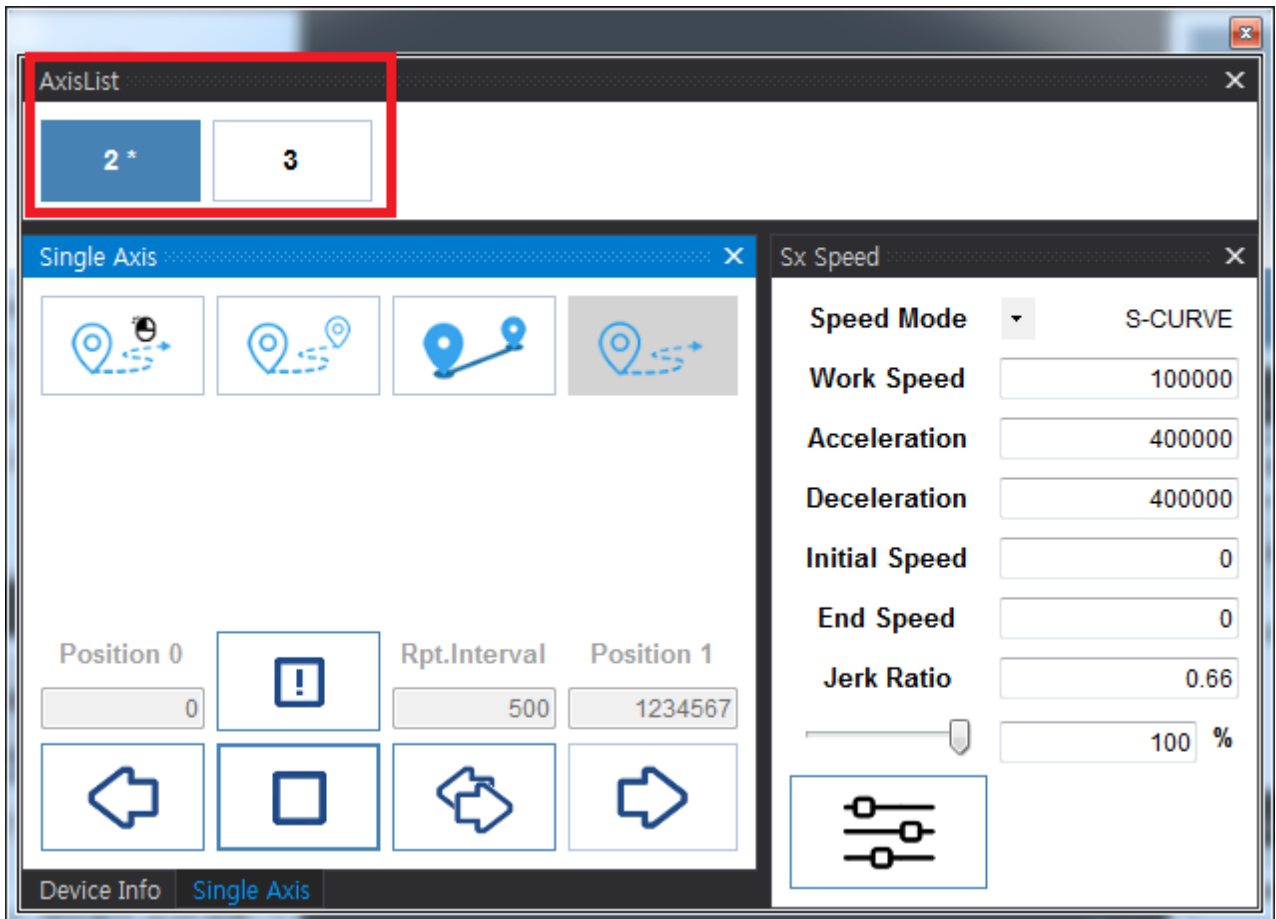 AxisList
2 *
3
Single Axis
Position 0
Rpt.Interval
Position 1
0
500
1234567
Device Info
Single Axis
Sx Speed
Speed Mode
S-CURVE
Work Speed
100000
Acceleration
400000
Deceleration
400000
Initial Speed
0
End Speed
0
Jerk Ratio
0.66
100 %